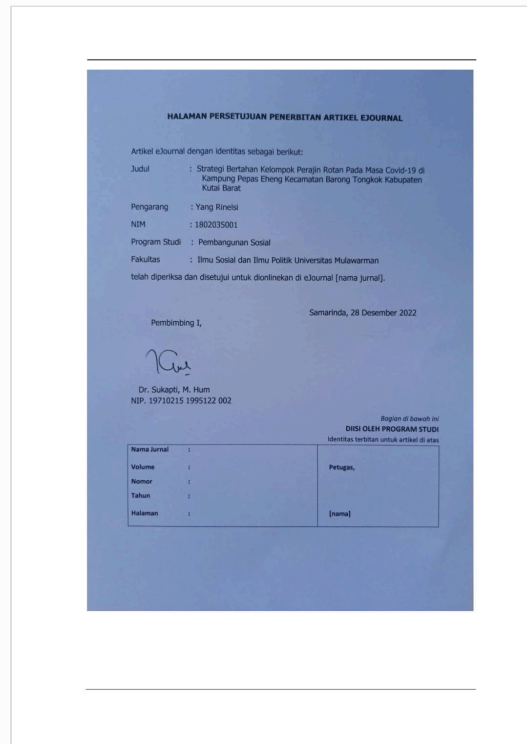 HALAMAN PERSETUJUAN PENERBITAN ARTIKEL EJOURNAL
Artikel eJournal dengan identitas sebagai berikut:
Judul : Strategi Bertahan Kelompok Perajin Rotan Pada Masa Covid-19 di
Kampung Pepas Eheng Kecamatan Barong Tongkok Kabupaten
Kutai Barat
Pengarang : Yang Rinelsi
NIM : 1802035001
Program Studi : Pembangunan Sosial
Fakultas : Ilmu Sosial dan Ilmu Politik Universitas Mulawarman
telah diperiksa dan disetujui untuk dionlinekan di eJournal [nama jurnal].
Samarinda, 28 Desember 2022
Pembimbing I,
Dr. Sukapti, M. Hum
NIP. 19710215 1995122 002
Bagian di bawah ini
DIISI OLEH PROGRAM STUDI
Identitas terbitan untuk artikel di atas
Nama Jurnal :
Volume : Petugas,
Nomor :
Tahun :
Halaman : [nama]